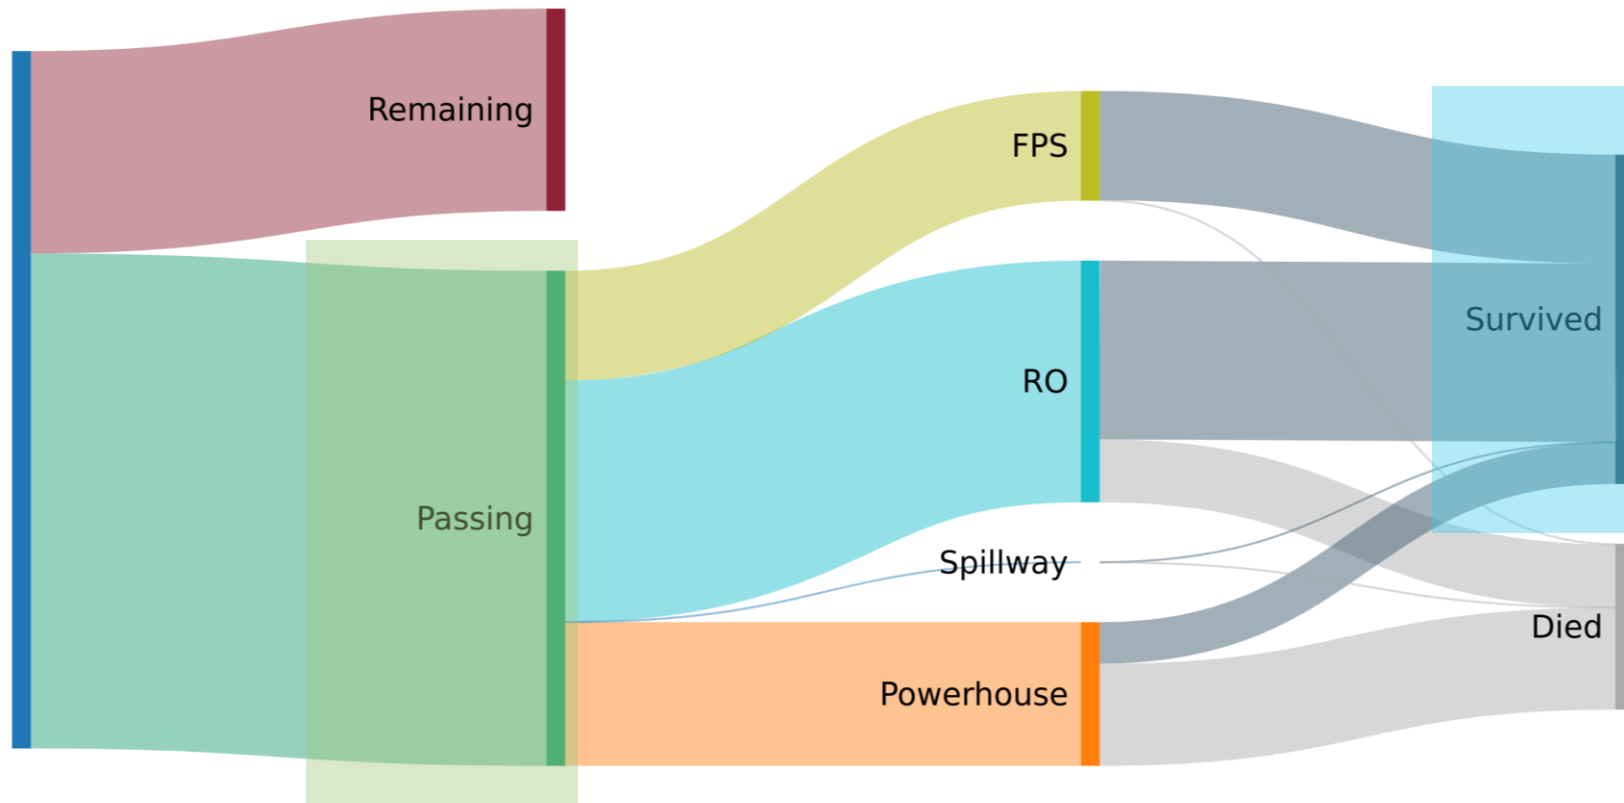 Remaining
FPS
Survived
RO
Passing
Spillway
Died
Powerhouse